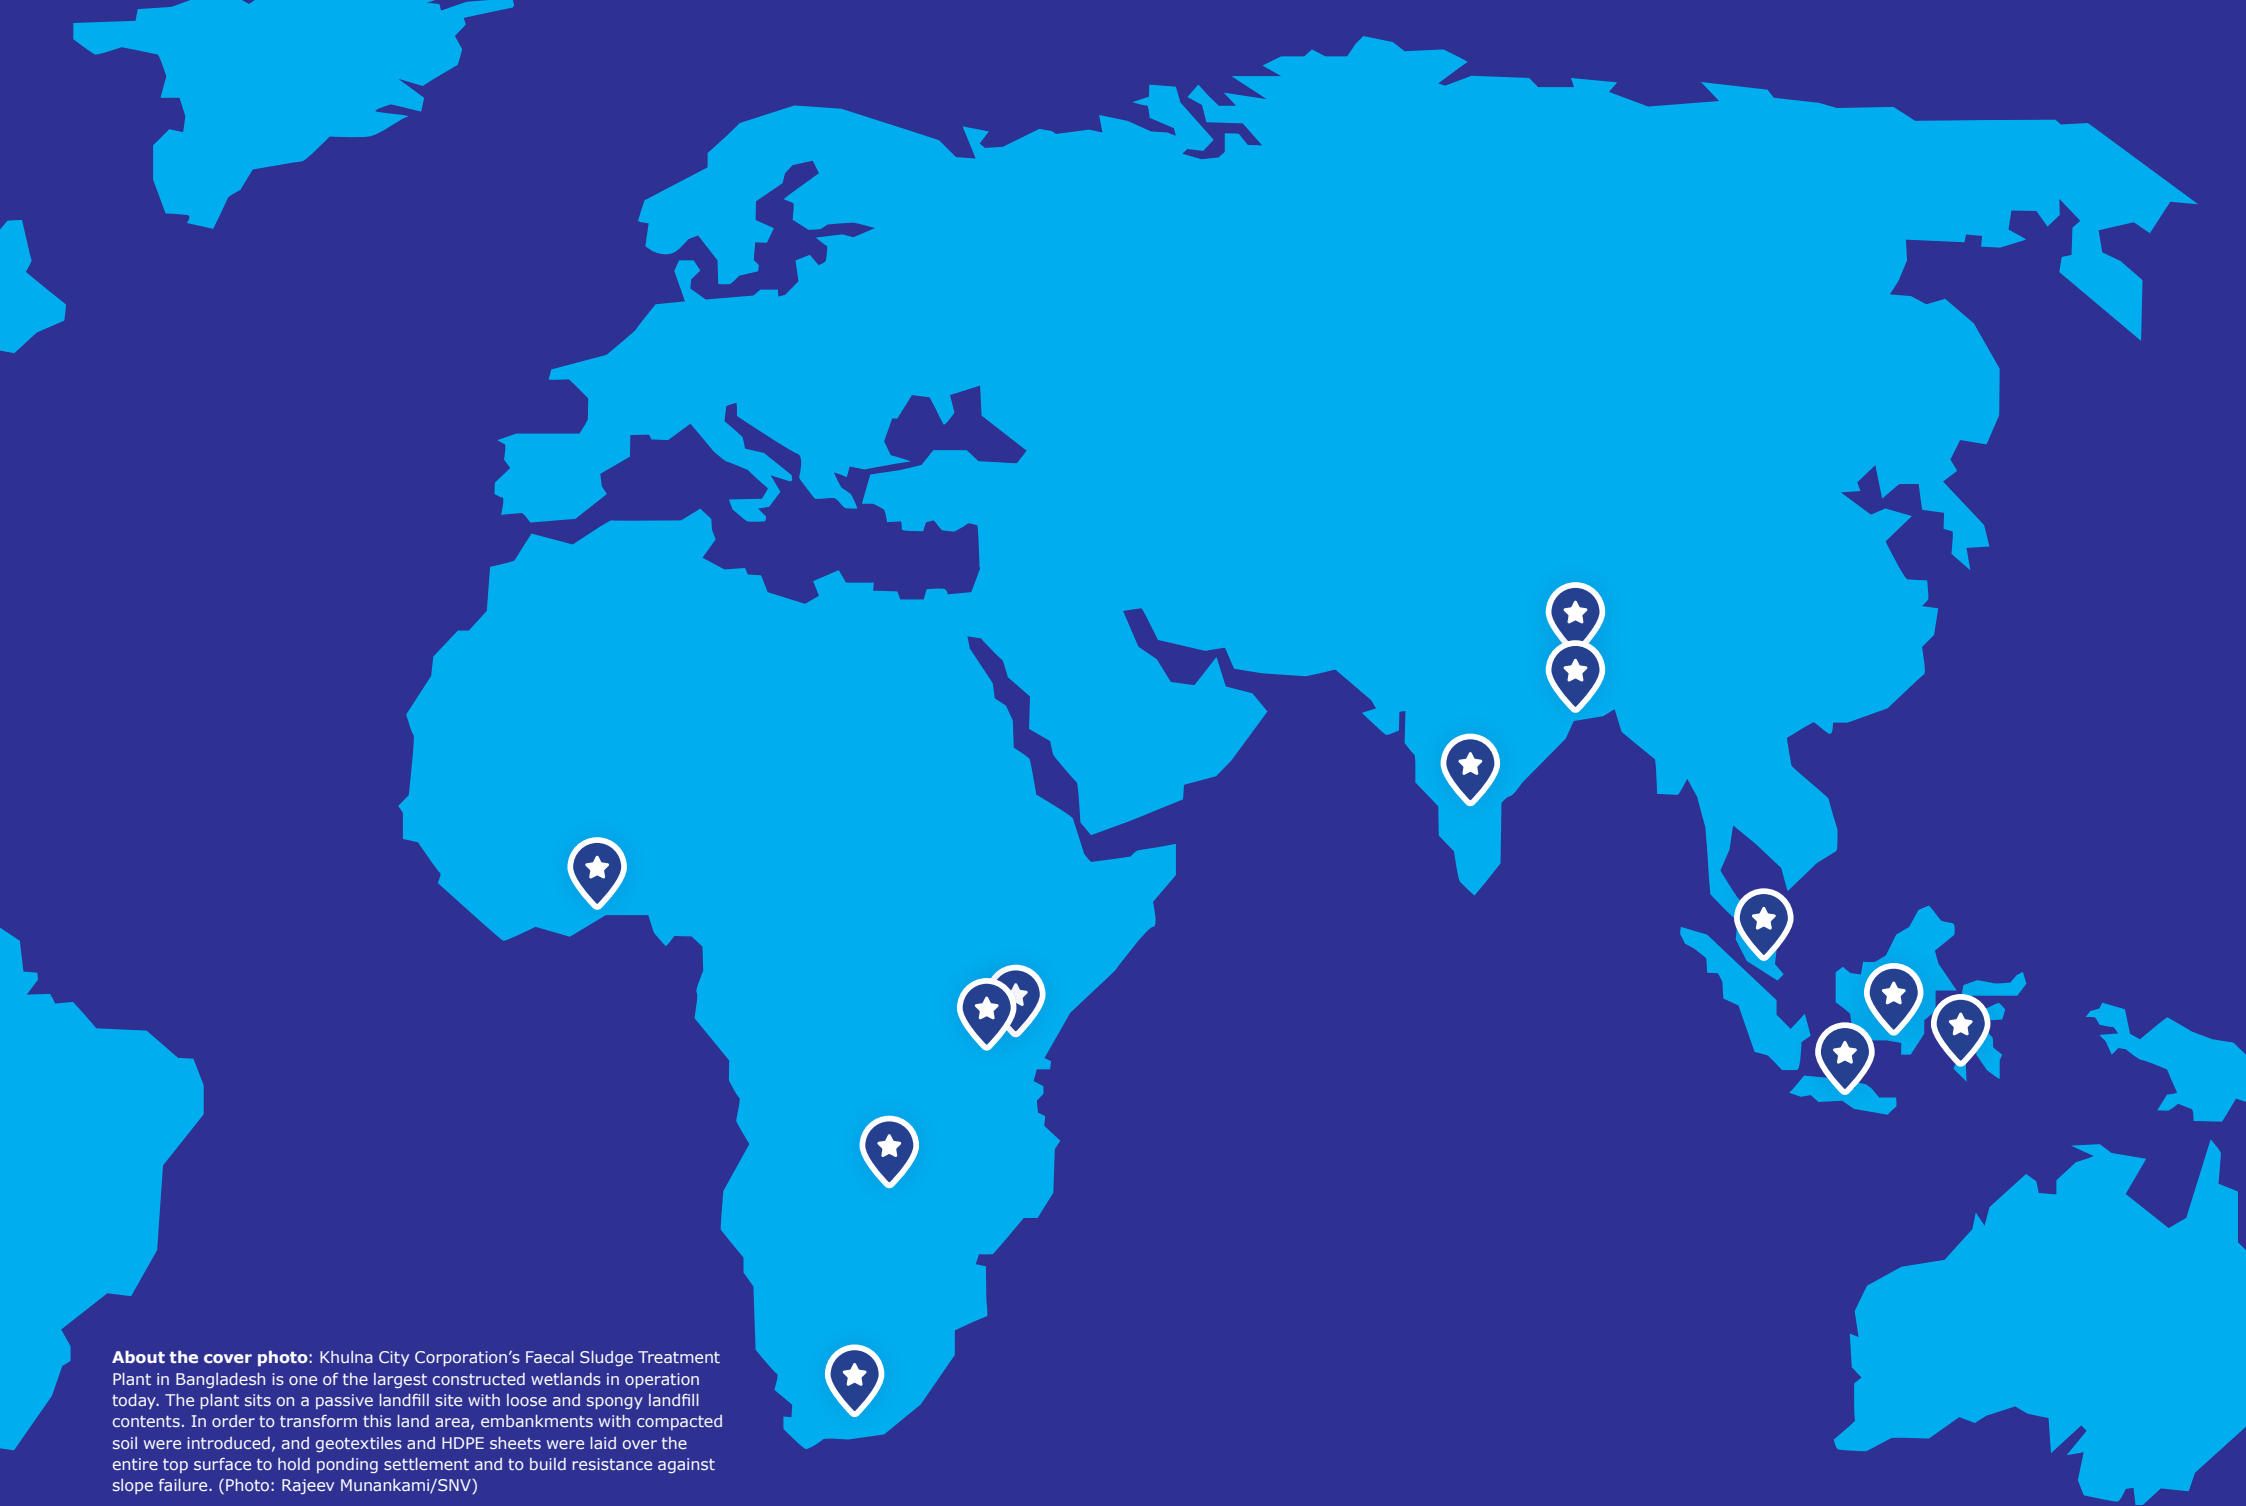 About the cover photo: Khulna City Corporation’s Faecal Sludge Treatment
Plant in Bangladesh is one of the largest constructed wetlands in operation
today. The plant sits on a passive landfill site with loose and spongy landfill
contents. In order to transform this land area, embankments with compacted
soil were introduced, and geotextiles and HDPE sheets were laid over the
entire top surface to hold ponding settlement and to build resistance against
slope failure. (Photo: Rajeev Munankami/SNV)